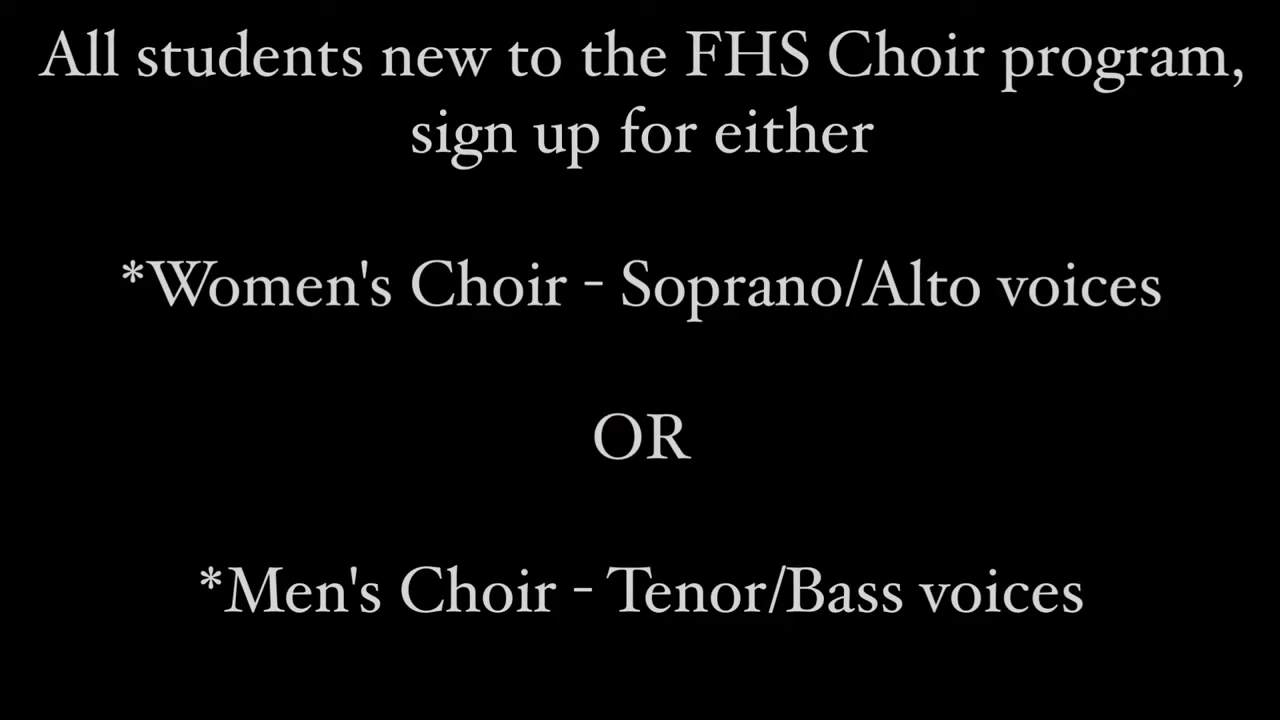 All students new to the FHS Choir program,
sign up for either
*Women's Choir - Soprano/Alto voices
OR
*Men's Choir - Tenor/Bass voices